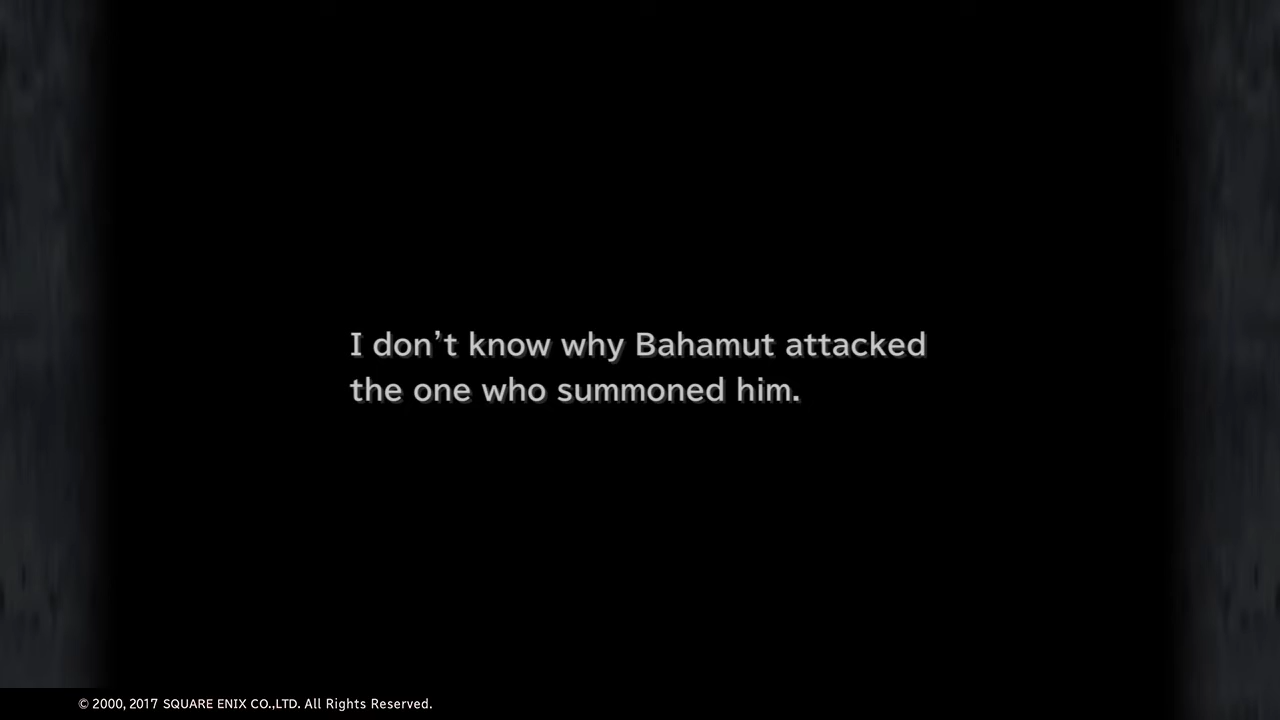 I don't know why Bahamut attacked
the one who summoned him.
© 2000, 2017 SQUARE ENIX CO.,LTD. All Rights Reserved.